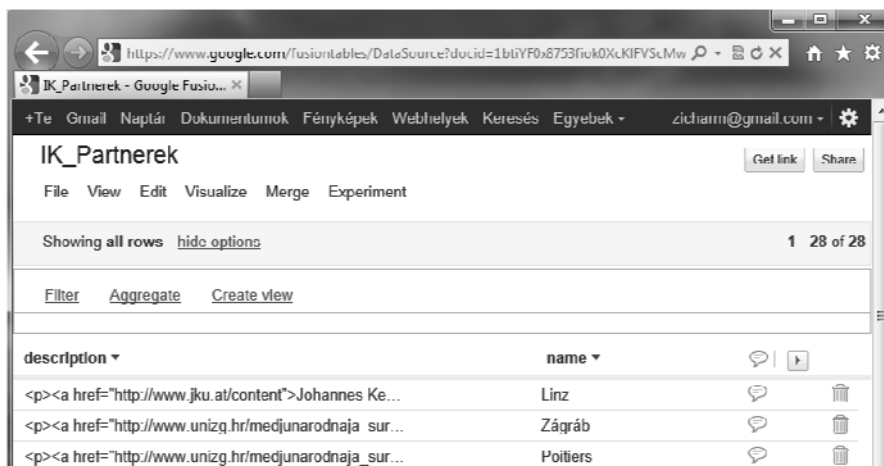 https://www.google.com/fusiontables/DataSource?docid=
IK_Partnerek - Google Fusio...
+Te Gmail Naptár Dokumentumok Fényképek Webhelyek Keresés Egyebek zicharm@gmail.com
IK_Partnerek Get link Share
File View Edit Visualize Merge Experiment
Showing all rows hide options 1 28 of 28
Filter Aggregate Create view
description name
<p><a href="http://www.jku.at/content">Johannes Ke... Linz
<p><a href="http://www.unizg.hr/medjunarodnaja_sur... Zágráb
<p><a href="http://www.unizg.hr/medjunarodnaja_sur... Poitiers